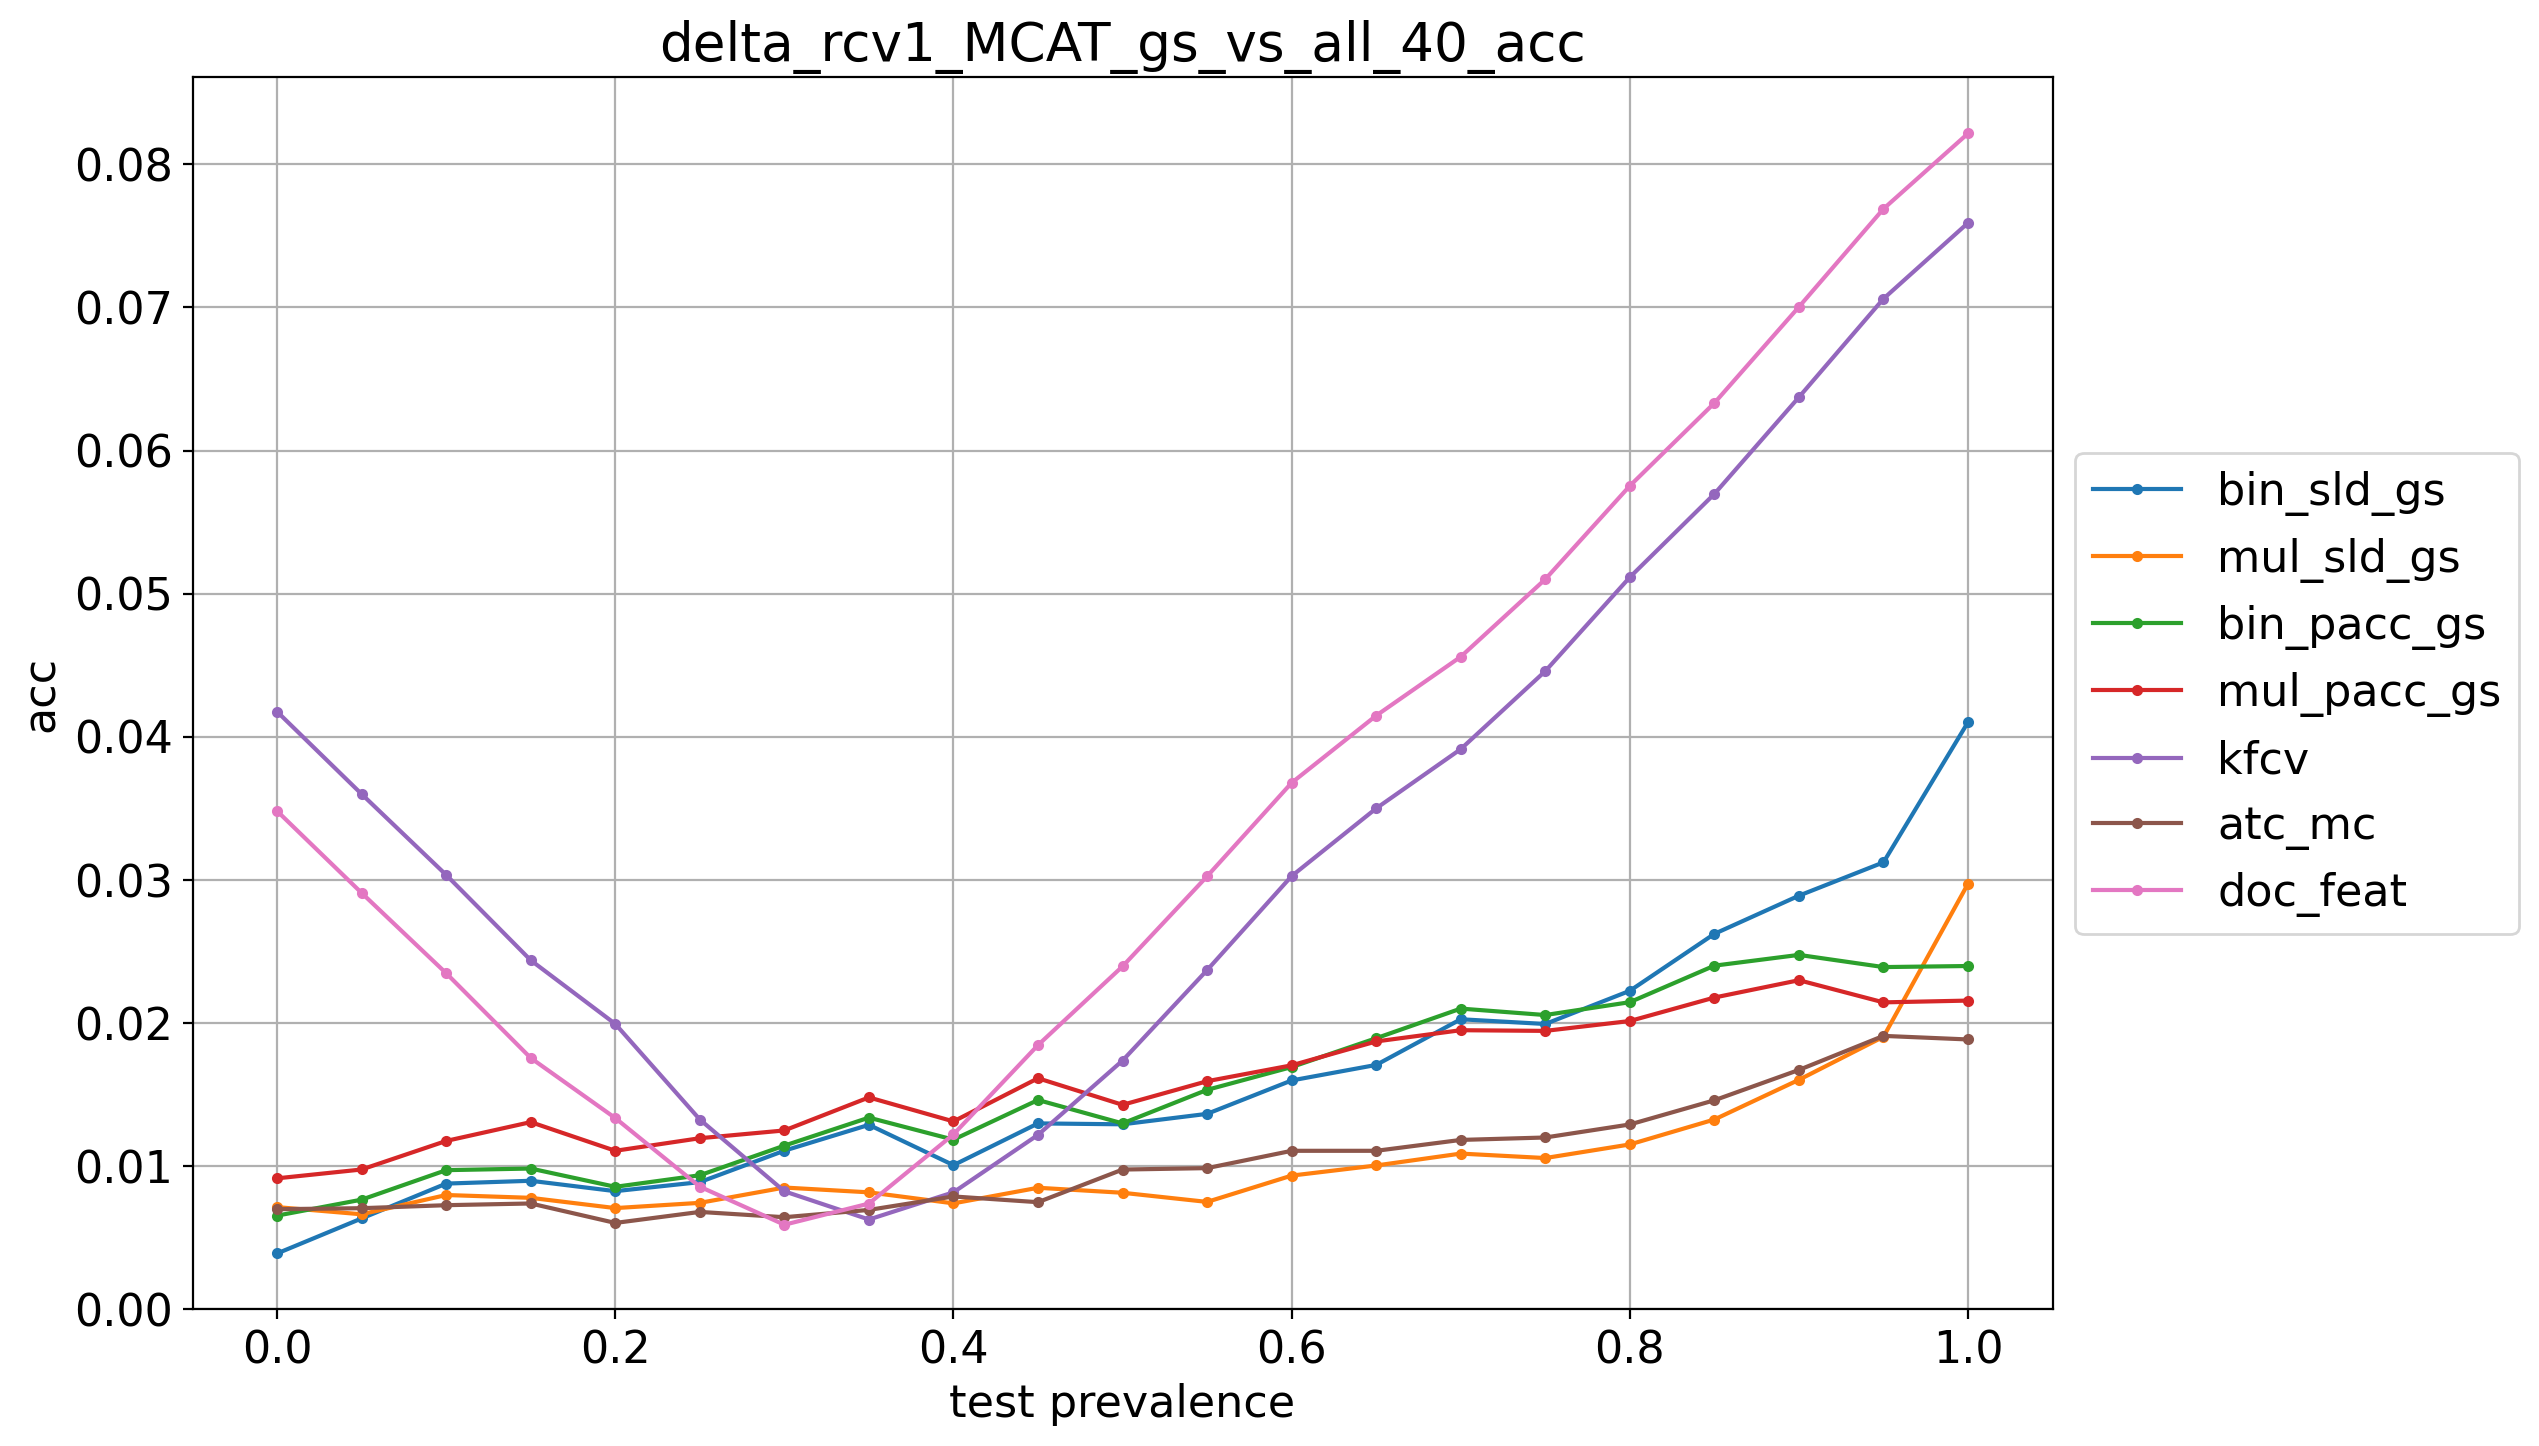 delta_rcv1_MCAT_gs_vs_all_40_acc
0.08
0.07
0.06
0.05
0.04
0.03
0.02
0.01
0.00
acc
0.0 0.2 0.4 0.6 0.8 1.0
test prevalence
bin_sld_gs
mul_sld_gs
bin_pacc_gs
mul_pacc_gs
kfcv
atc_mc
doc_feat